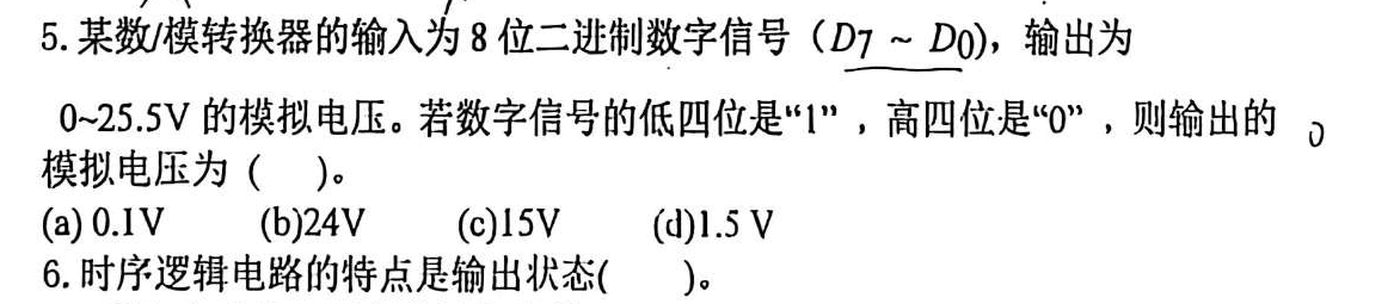 5. 某数/模转换器的输入为 8 位二进制数字信号（D7 ~ D0)，输出为
0~25.5V 的模拟电压。若数字信号的低四位是“1”，高四位是“0”，则输出的
模拟电压为（ )。
(a) 0.1V (b)24V (c)15V (d)1.5 V
6. 时序逻辑电路的特点是输出状态( )。